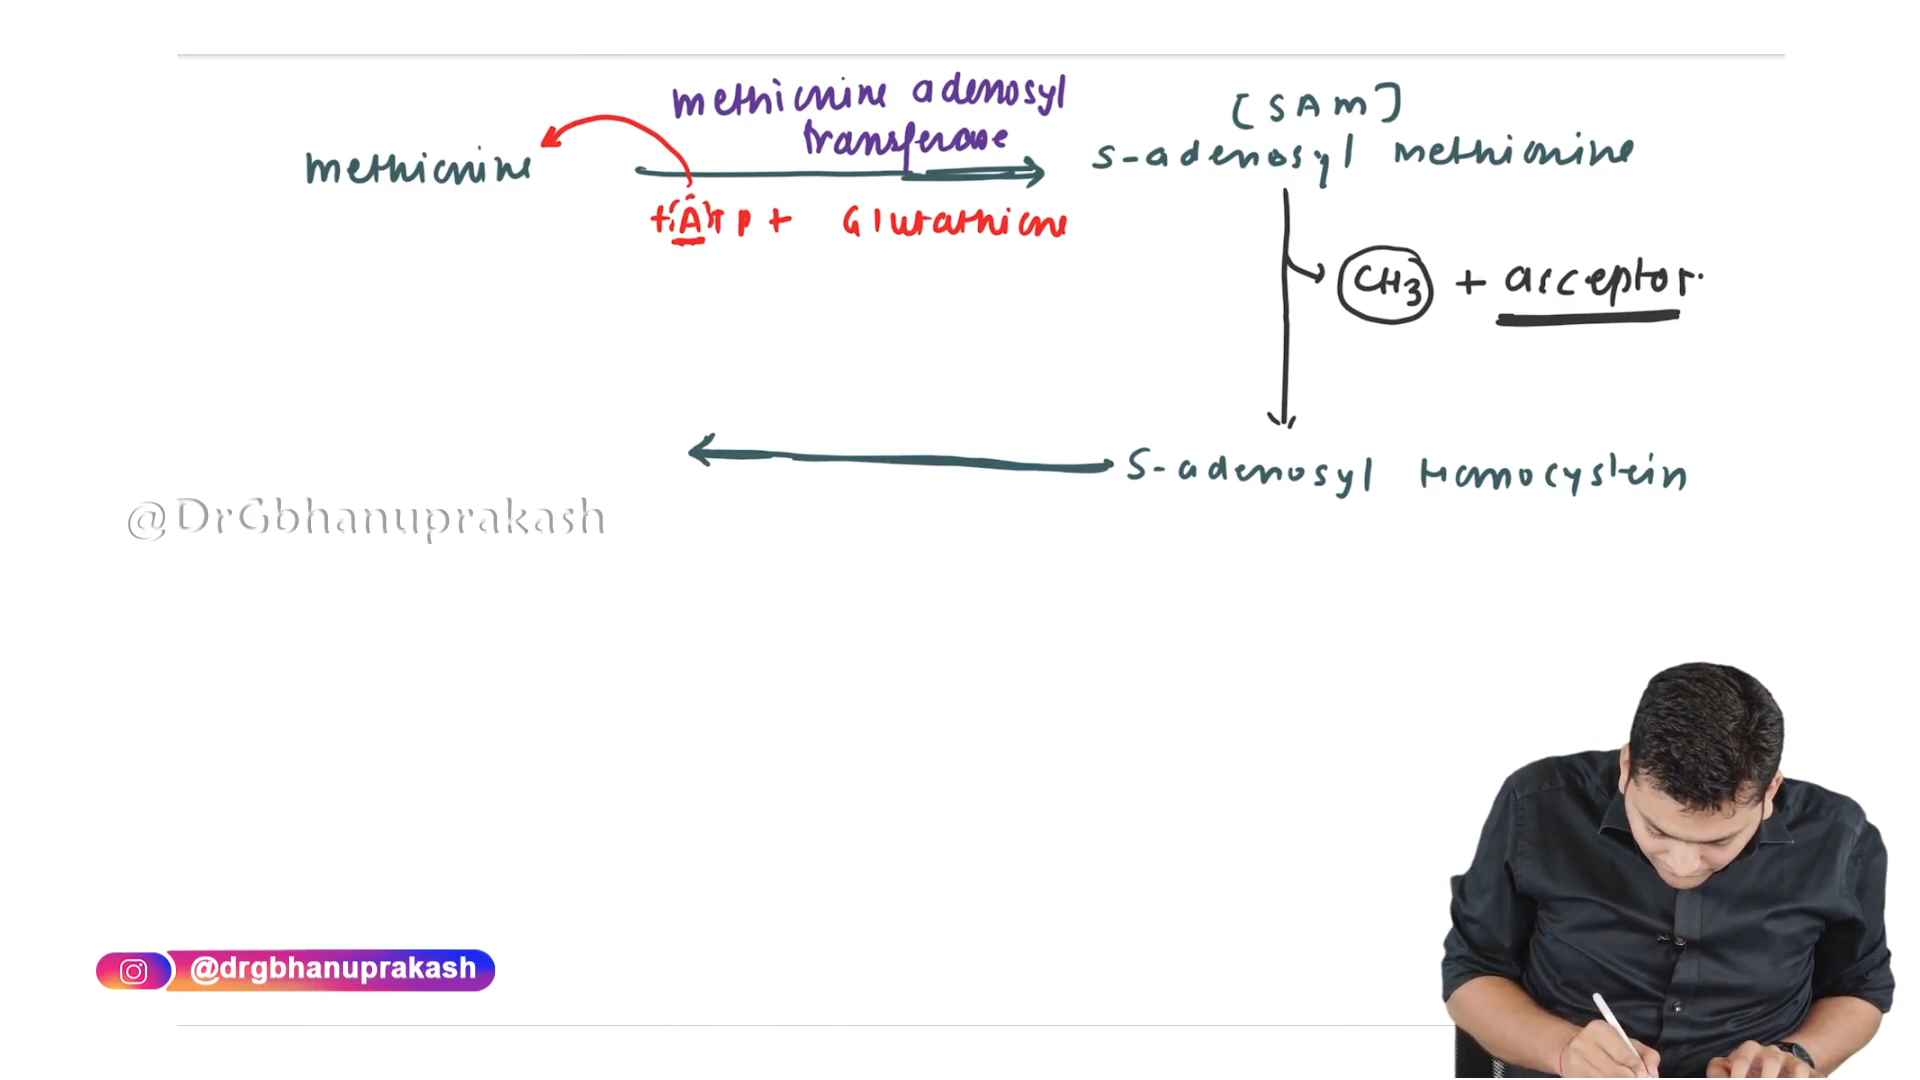 methionine adenosyl
transferase
[SAM]
methionine
S-adenosyl methionine
+ATP + Glutathione
CH3 + acceptor.
S-adenosyl Homocystein
@DrGbhanuprakash
@drgbhanuprakash